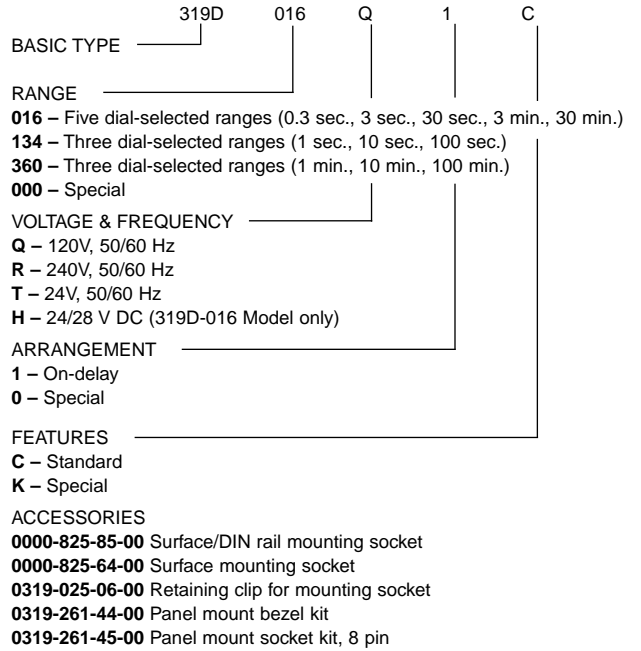 319D 016 Q 1 C
BASIC TYPE
RANGE
016 – Five dial-selected ranges (0.3 sec., 3 sec., 30 sec., 3 min., 30 min.)
134 – Three dial-selected ranges (1 sec., 10 sec., 100 sec.)
360 – Three dial-selected ranges (1 min., 10 min., 100 min.)
000 – Special
VOLTAGE & FREQUENCY
Q – 120V, 50/60 Hz
R – 240V, 50/60 Hz
T – 24V, 50/60 Hz
H – 24/28 V DC (319D-016 Model only)
ARRANGEMENT
1 – On-delay
0 – Special
FEATURES
C – Standard
K – Special
ACCESSORIES
0000-825-85-00 Surface/DIN rail mounting socket
0000-825-64-00 Surface mounting socket
0319-025-06-00 Retaining clip for mounting socket
0319-261-44-00 Panel mount bezel kit
0319-261-45-00 Panel mount socket kit, 8 pin